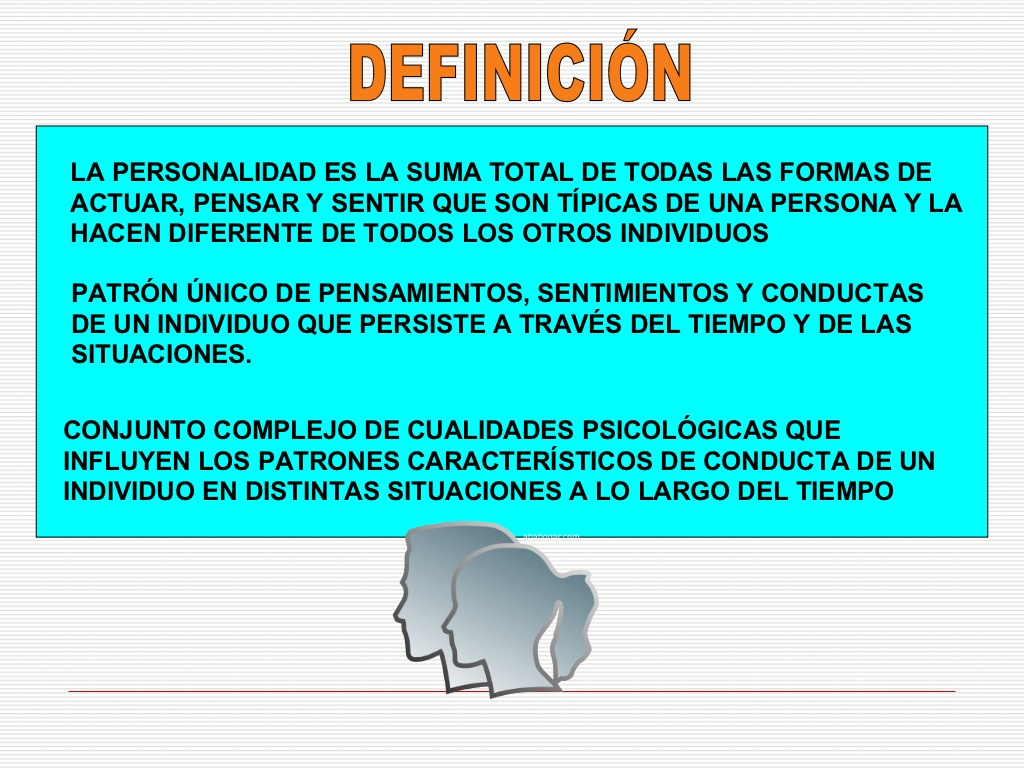 DEFINICIÓN
LA PERSONALIDAD ES LA SUMA TOTAL DE TODAS LAS FORMAS DE
ACTUAR, PENSAR Y SENTIR QUE SON TÍPICAS DE UNA PERSONA Y LA
HACEN DIFERENTE DE TODOS LOS OTROS INDIVIDUOS
PATRÓN ÚNICO DE PENSAMIENTOS, SENTIMIENTOS Y CONDUCTAS
DE UN INDIVIDUO QUE PERSISTE A TRAVÉS DEL TIEMPO Y DE LAS
SITUACIONES.
CONJUNTO COMPLEJO DE CUALIDADES PSICOLÓGICAS QUE
INFLUYEN LOS PATRONES CARACTERÍSTICOS DE CONDUCTA DE UN
INDIVIDUO EN DISTINTAS SITUACIONES A LO LARGO DEL TIEMPO